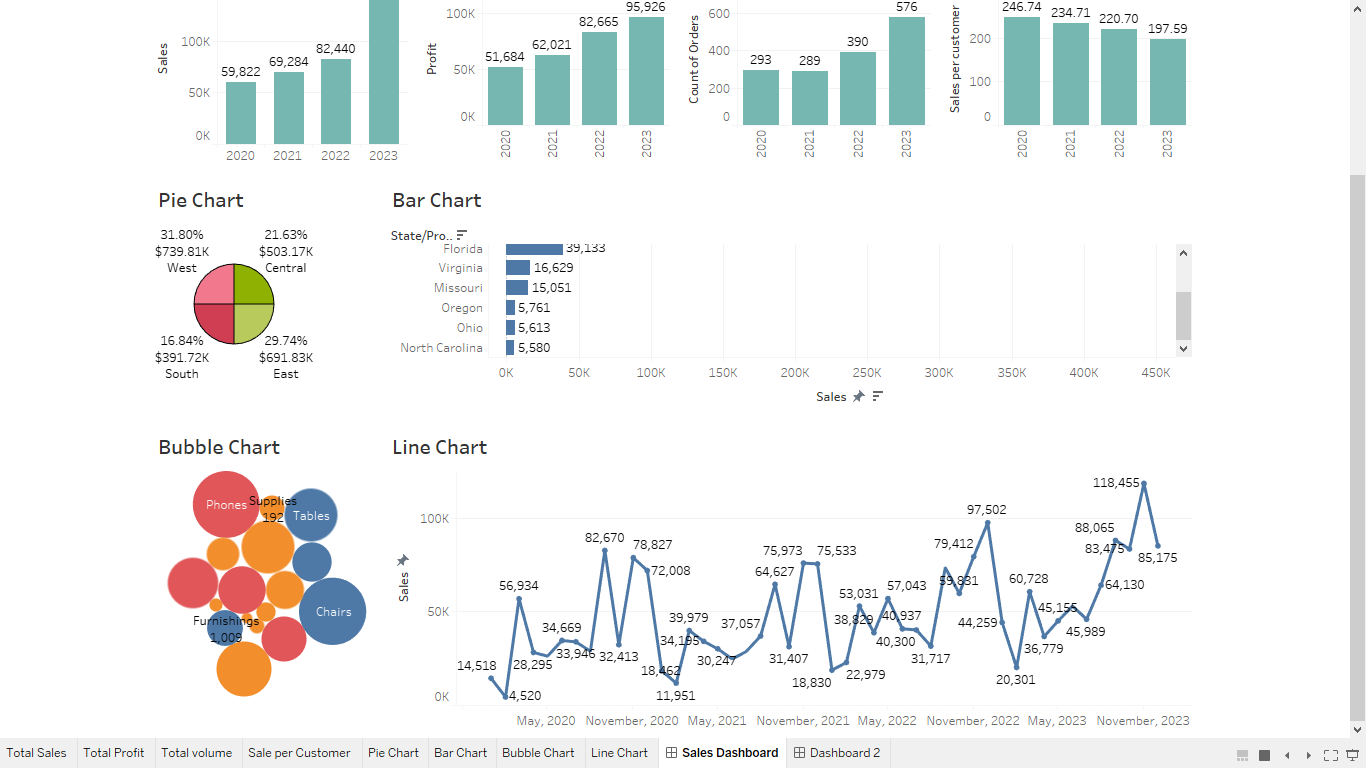 Sales
100K
50K
0K
59,822
69,284
82,440
2020
2021
2022
2023
Profit
100K
50K
0K
51,684
62,021
82,665
95,926
2020
2021
2022
2023
Count of Orders
600
400
200
0
293
289
390
576
2020
2021
2022
2023
Sales per customer
200
100
0
246.74
234.71
220.70
197.59
2020
2021
2022
2023
Pie Chart
31.80%
$739.81K
West
21.63%
$503.17K
Central
16.84%
$391.72K
South
29.74%
$691.83K
East
Bar Chart
State/Pro..
Florida 39,133
Virginia 16,629
Missouri 15,051
Oregon 5,761
Ohio 5,613
North Carolina 5,580
0K 50K 100K 150K 200K 250K 300K 350K 400K 450K
Sales
Bubble Chart
Phones
Supplies
192
Tables
Chairs
Furnishings
1,009
Line Chart
Sales
100K
50K
0K
14,518
4,520
56,934
28,295
34,669
33,946
82,670
32,413
78,827
72,008
18,462
11,951
39,979
34,195
30,247
37,057
64,627
31,407
75,973
75,533
18,830
22,979
53,031
38,829
57,043
40,937
40,300
31,717
59,831
79,412
97,502
44,259
20,301
60,728
36,779
45,155
45,989
64,130
88,065
83,475
118,455
85,175
May, 2020 November, 2020 May, 2021 November, 2021 May, 2022 November, 2022 May, 2023 November, 2023
Total Sales Total Profit Total volume Sale per Customer Pie Chart Bar Chart Bubble Chart Line Chart Sales Dashboard Dashboard 2